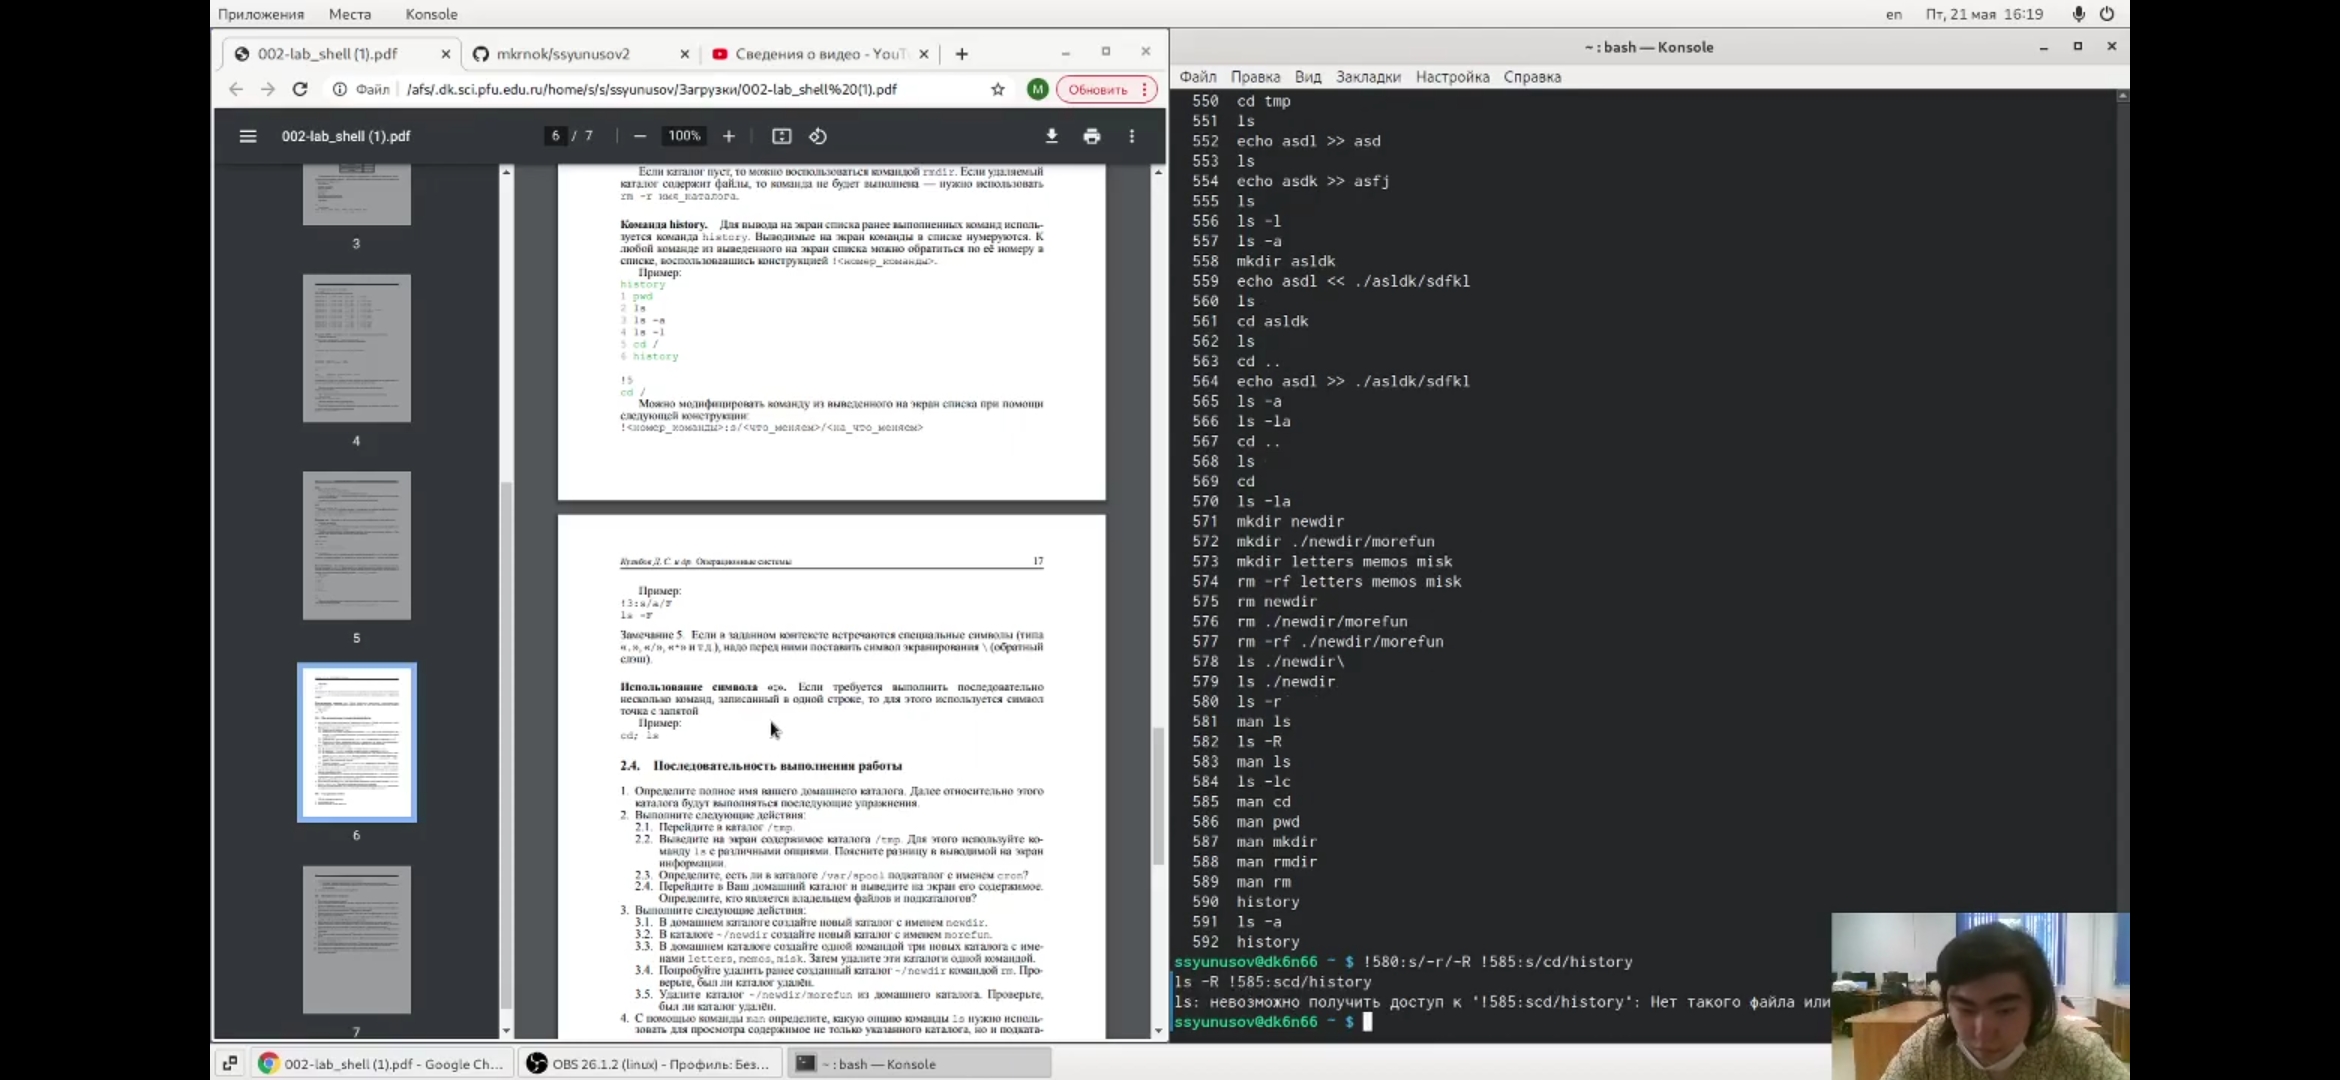 Приложения Места Konsole en Пт, 21 мая 16:19
002-lab_shell (1).pdf mkrnok/ssyunusov2 Сведения о видео - YouT
Файл /afs/.dk.sci.pfu.edu.ru/home/s/s/ssyunusov/Загрузки/002-lab_shell%20(1).pdf M Обновить
002-lab_shell (1).pdf 6 / 7 100%
3
4
5
6
7
Если каталог пуст, то можно воспользоваться командой rmdir. Если удаляемый
каталог содержит файлы, то команда не будет выполнена — нужно использовать
rm -r имя_каталога.
Команда history. Для вывода на экран списка ранее выполненных команд исполь-
зуется команда history. Выводимые на экран команды в списке нумеруются. К
любой команде из выведенного на экран списка можно обратиться по её номеру в
списке, воспользовавшись конструкцией !<номер_команды>.
Пример:
history
1 pwd
2 ls
3 ls -a
4 ls -l
5 cd /
6 history
!5
cd /
Можно модифицировать команду из выведенного на экран списка при помощи
следующей конструкции:
!<номер_команды>:s/<что_меняем>/<на_что_меняем>
Кулябов Д. С. и др. Операционные системы 17
Пример:
!3:s/a/F
ls -F
Замечание 5. Если в заданном контексте встречаются специальные символы (типа
«.», «/», «*» и т.д.), надо перед ними поставить символ экранирования \ (обратный
слэш).
Использование символа «;». Если требуется выполнить последовательно
несколько команд, записанный в одной строке, то для этого используется символ
точка с запятой
Пример:
cd; ls
2.4. Последовательность выполнения работы
1. Определите полное имя вашего домашнего каталога. Далее относительно этого
каталога будут выполняться последующие упражнения.
2. Выполните следующие действия:
2.1. Перейдите в каталог /tmp.
2.2. Выведите на экран содержимое каталога /tmp. Для этого используйте ко-
манду ls с различными опциями. Поясните разницу в выводимой на экран
информации.
2.3. Определите, есть ли в каталоге /var/spool подкаталог с именем cron?
2.4. Перейдите в Ваш домашний каталог и выведите на экран его содержимое.
Определите, кто является владельцем файлов и подкаталогов?
3. Выполните следующие действия:
3.1. В домашнем каталоге создайте новый каталог с именем newdir.
3.2. В каталоге ~/newdir создайте новый каталог с именем morefun.
3.3. В домашнем каталоге создайте одной командой три новых каталога с име-
нами letters, memos, misk. Затем удалите эти каталоги одной командой.
3.4. Попробуйте удалить ранее созданный каталог ~/newdir командой rm. Про-
верьте, был ли каталог удалён.
3.5. Удалите каталог ~/newdir/morefun из домашнего каталога. Проверьте,
был ли каталог удалён.
4. С помощью команды man определите, какую опцию команды ls нужно исполь-
зовать для просмотра содержимое не только указанного каталога, но и подката-
~ : bash — Konsole
Файл Правка Вид Закладки Настройка Справка
550 cd tmp
551 ls
552 echo asdl >> asd
553 ls
554 echo asdk >> asfj
555 ls
556 ls -l
557 ls -a
558 mkdir asldk
559 echo asdl << ./asldk/sdfkl
560 ls
561 cd asldk
562 ls
563 cd ..
564 echo asdl >> ./asldk/sdfkl
565 ls -a
566 ls -la
567 cd ..
568 ls
569 cd
570 ls -la
571 mkdir newdir
572 mkdir ./newdir/morefun
573 mkdir letters memos misk
574 rm -rf letters memos misk
575 rm newdir
576 rm ./newdir/morefun
577 rm -rf ./newdir/morefun
578 ls ./newdir\
579 ls ./newdir
580 ls -r
581 man ls
582 ls -R
583 man ls
584 ls -lc
585 man cd
586 man pwd
587 man mkdir
588 man rmdir
589 man rm
590 history
591 ls -a
592 history
ssyunusov@dk6n66 ~ $ !580:s/-r/-R !585:s/cd/history
ls -R !585:scd/history
ls: невозможно получить доступ к '!585:scd/history': Нет такого файла или
ssyunusov@dk6n66 ~ $
002-lab_shell (1).pdf - Google Ch... OBS 26.1.2 (linux) - Профиль: Без... ~ : bash — Konsole